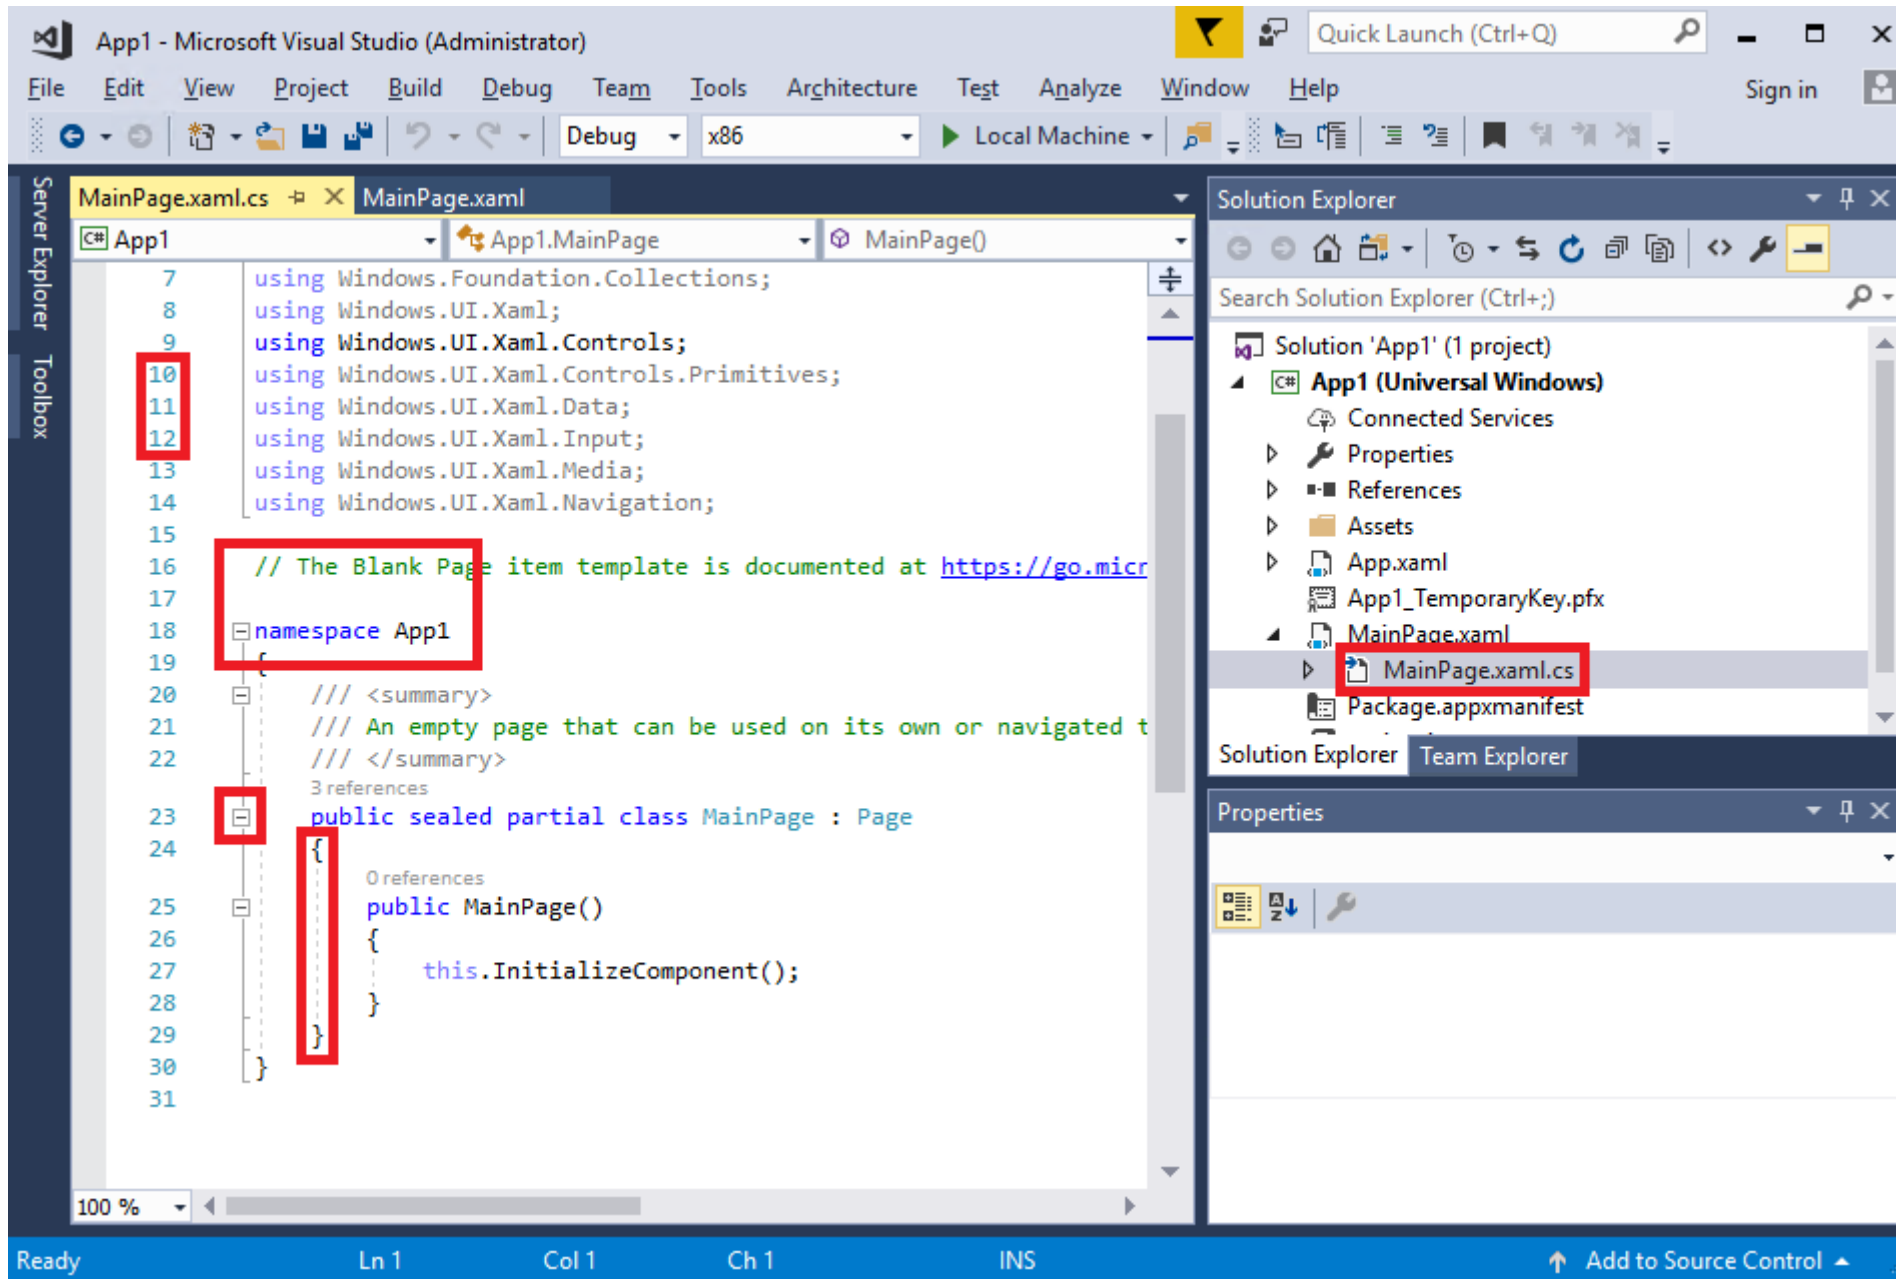 App1 - Microsoft Visual Studio (Administrator)
Quick Launch (Ctrl+Q)
File Edit View Project Build Debug Team Tools Architecture Test Analyze Window Help Sign in
Debug x86 Local Machine
Server Explorer
Toolbox
MainPage.xaml.cs MainPage.xaml
C# App1 App1.MainPage MainPage()
7 using Windows.Foundation.Collections;
8 using Windows.UI.Xaml;
9 using Windows.UI.Xaml.Controls;
10 using Windows.UI.Xaml.Controls.Primitives;
11 using Windows.UI.Xaml.Data;
12 using Windows.UI.Xaml.Input;
13 using Windows.UI.Xaml.Media;
14 using Windows.UI.Xaml.Navigation;
15
16 // The Blank Page item template is documented at https://go.micr
17
18 namespace App1
19 {
20 /// <summary>
21 /// An empty page that can be used on its own or navigated t
22 /// </summary>
3 references
23 public sealed partial class MainPage : Page
24 {
0 references
25 public MainPage()
26 {
27 this.InitializeComponent();
28 }
29 }
30 }
31
100 %
Solution Explorer
Search Solution Explorer (Ctrl+;)
Solution 'App1' (1 project)
C# App1 (Universal Windows)
Connected Services
Properties
References
Assets
App.xaml
App1_TemporaryKey.pfx
MainPage.xaml
MainPage.xaml.cs
Package.appxmanifest
Solution Explorer Team Explorer
Properties
Ready Ln 1 Col 1 Ch 1 INS Add to Source Control